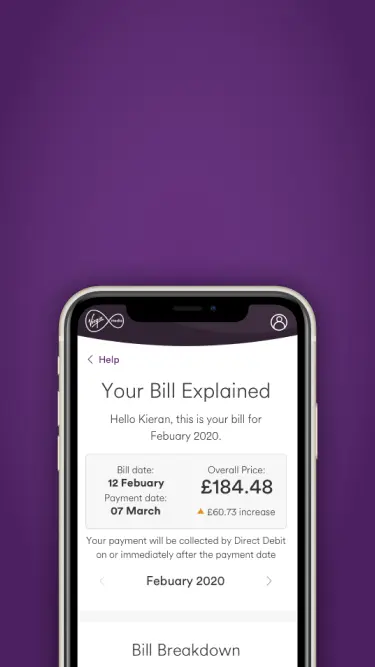 Virgin media
Help
Your Bill Explained
Hello Kieran, this is your bill for
Febuary 2020.
Bill date:
12 Febuary
Payment date:
07 March
Overall Price:
£184.48
£60.73 increase
Your payment will be collected by Direct Debit
on or immediately after the payment date
Febuary 2020
Bill Breakdown